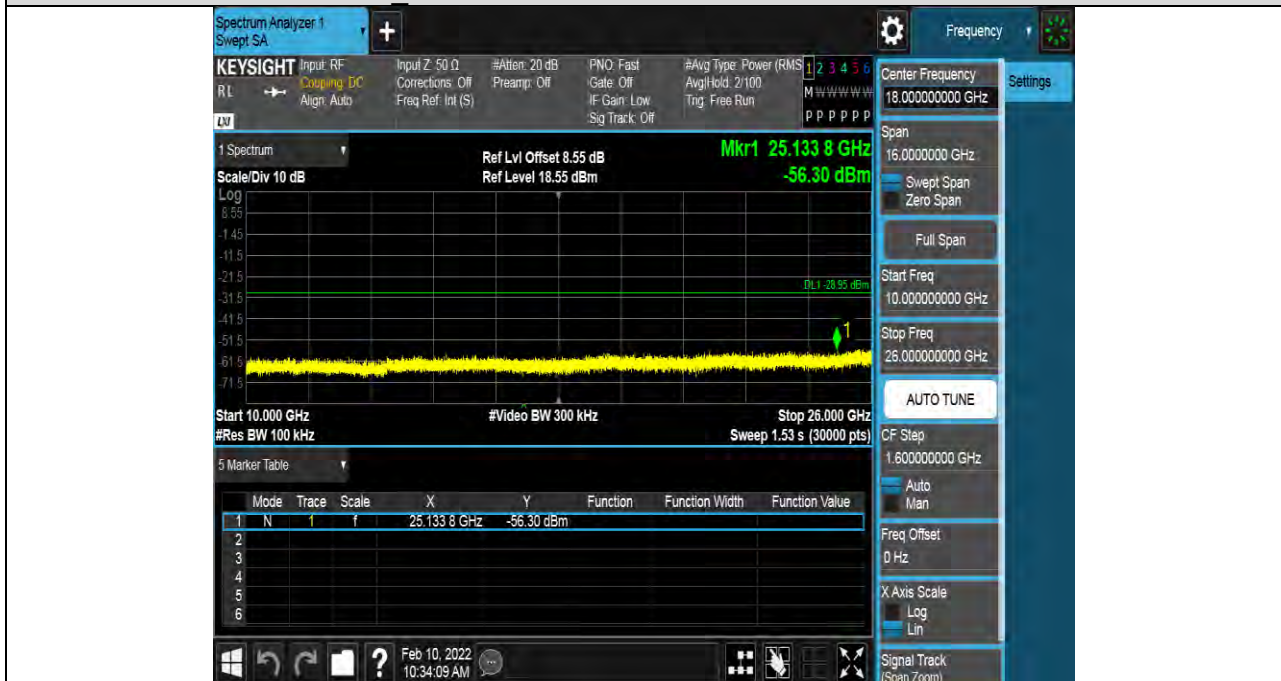 Spectrum Analyzer 1
Swept SA
+
Frequency
KEYSIGHT Input: RF Input Z: 50 Ω #Atten: 20 dB PNO: Fast #Avg Type: Power (RMS 1 2 3 4 5 6
RL Coupling: DC Corrections: Off Preamp: Off Gate: Off Avg|Hold: 2/100 M W W W W W
Align: Auto Freq Ref: Int (S) IF Gain: Low Trig: Free Run
LXI Sig Track: Off P P P P P P
1 Spectrum Ref Lvl Offset 8.55 dB Mkr1 25.133 8 GHz
Scale/Div 10 dB Ref Level 18.55 dBm -56.30 dBm
Log
8.55
-1.45
-11.5
-21.5
DL1 -28.95 dBm
-31.5
-41.5
1
-51.5
-61.5
-71.5
Start 10.000 GHz #Video BW 300 kHz Stop 26.000 GHz
#Res BW 100 kHz Sweep 1.53 s (30000 pts)
5 Marker Table
Mode Trace Scale X Y Function Function Width Function Value
1 N 1 f 25.133 8 GHz -56.30 dBm
2
3
4
5
6
? Feb 10, 2022
10:34:09 AM
Center Frequency
18.000000000 GHz
Settings
Span
16.0000000 GHz
Swept Span
Zero Span
Full Span
Start Freq
10.000000000 GHz
Stop Freq
26.000000000 GHz
AUTO TUNE
CF Step
1.600000000 GHz
Auto
Man
Freq Offset
0 Hz
X Axis Scale
Log
Lin
Signal Track
(Span Zoom)